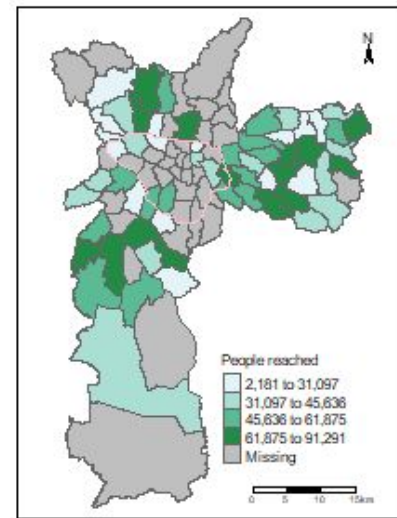 N
People reached
2,181 to 31,097
31,097 to 45,636
45,636 to 61,875
61,875 to 91,291
Missing
0 5 10 15km